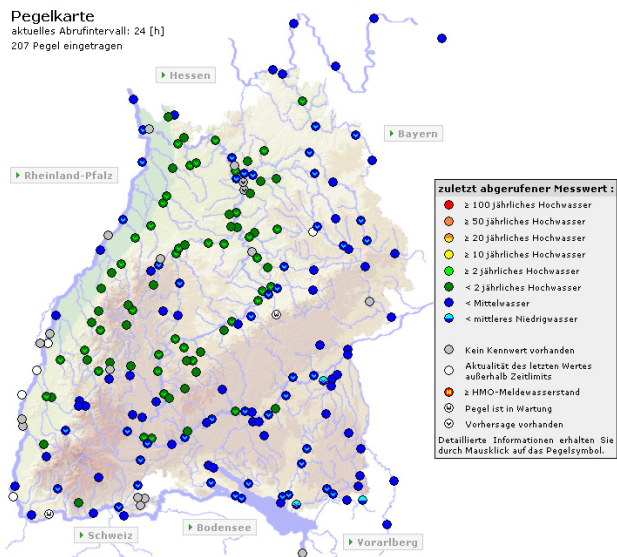 Pegelkarte
aktuelles Abrufintervall: 24 [h]
207 Pegel eingetragen
Hessen
Bayern
Rheinland-Pfalz
Schweiz
Bodensee
Vorarlberg
zuletzt abgerufener Messwert :
≥ 100 jährliches Hochwasser
≥ 50 jährliches Hochwasser
≥ 20 jährliches Hochwasser
≥ 10 jährliches Hochwasser
≥ 2 jährliches Hochwasser
< 2 jährliches Hochwasser
< Mittelwasser
< mittleres Niedrigwasser
Kein Kennwert vorhanden
Aktualität des letzten Wertes
außerhalb Zeitlimits
≥ HMO-Meldewasserstand
Pegel ist in Wartung
Vorhersage vorhanden
Detaillierte Informationen erhalten Sie
durch Mausklick auf das Pegelsymbol.